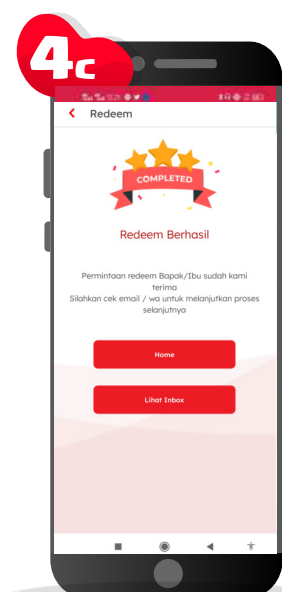 4c
Redeem
COMPLETED
Redeem Berhasil
Permintaan redeem Bapak/Ibu sudah kami
terima
Silahkan cek email / wa untuk melanjutkan proses
selanjutnya
Home
Lihat Inbox